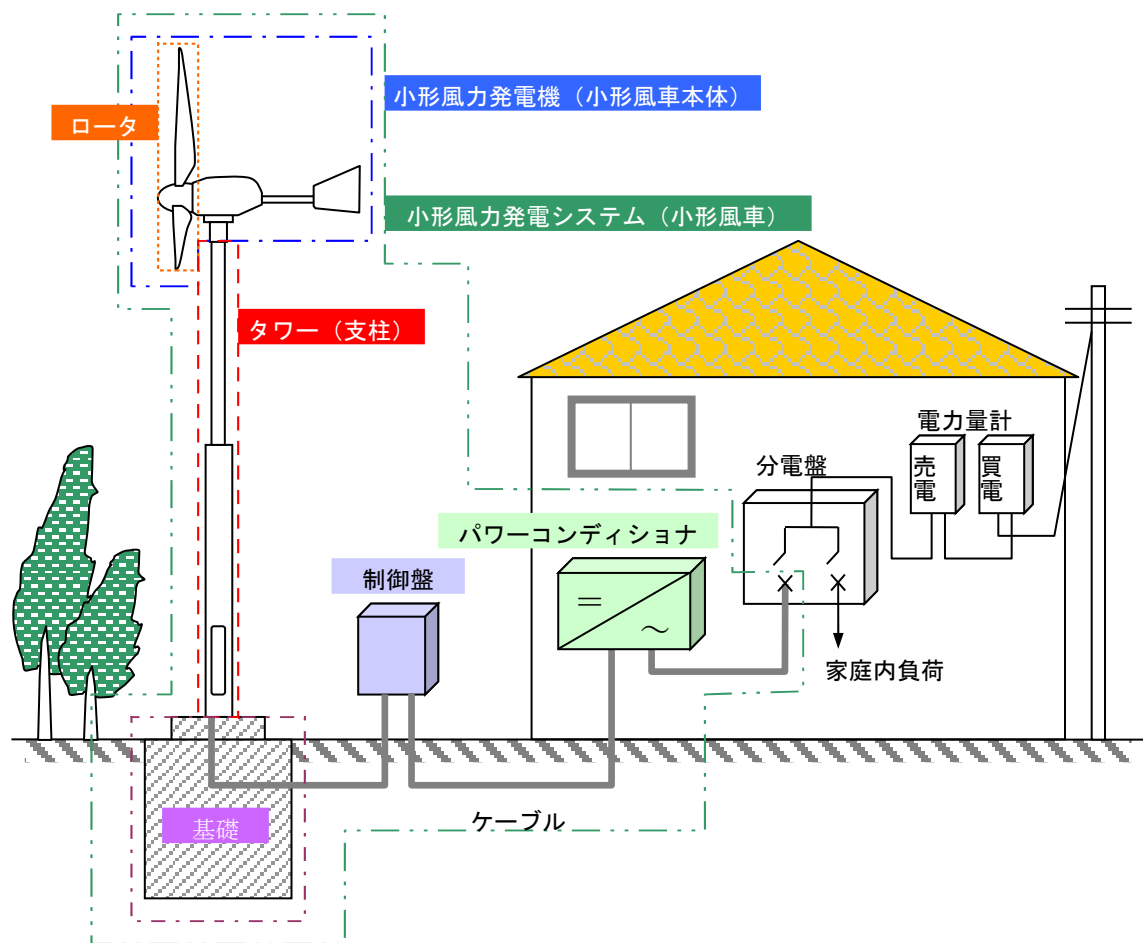 小形風力発電機（小形風車本体）
ロータ
小形風力発電システム（小形風車）
タワー（支柱）
電力量計
分電盤
売電
買電
パワーコンディショナ
制御盤
＝
～
家庭内負荷
基礎
ケーブル